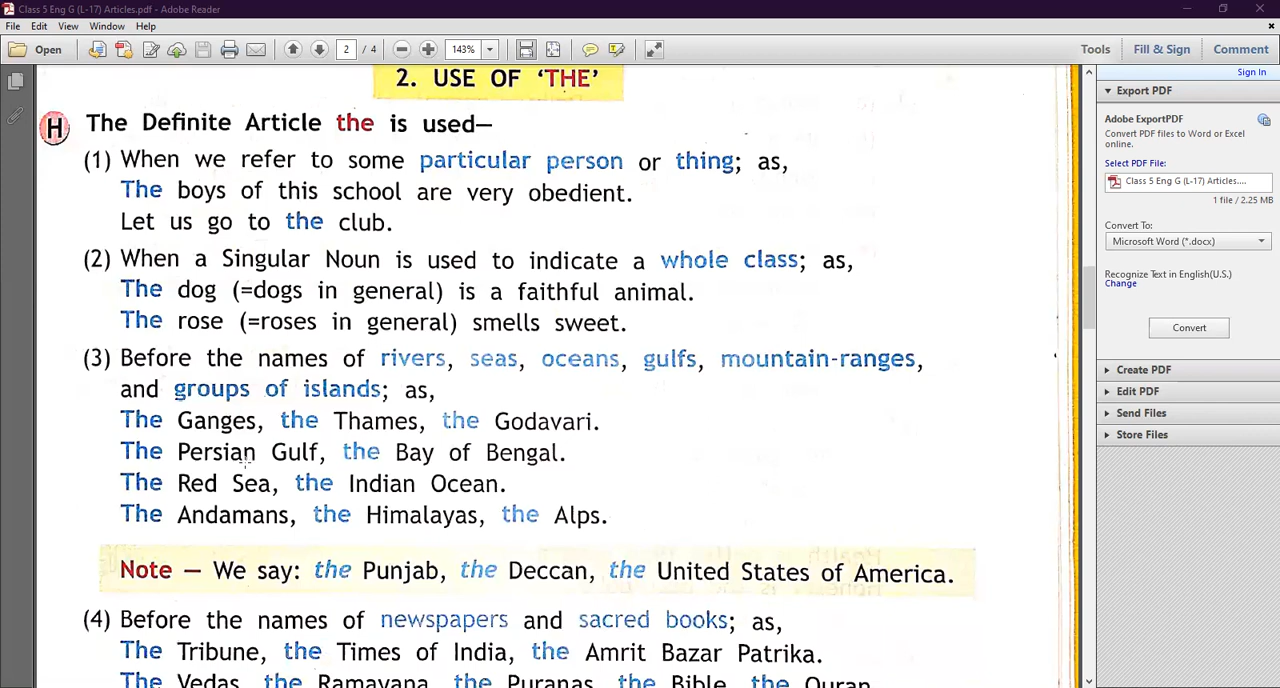 Class 5 Eng G (L-17) Articles.pdf - Adobe Reader
File Edit View Window Help
Open 2 / 4 143% Tools Fill & Sign Comment
Sign In
Export PDF
Adobe ExportPDF
Convert PDF files to Word or Excel
online.
Select PDF File:
Class 5 Eng G (L-17) Articles....
1 file / 2.25 MB
Convert To:
Microsoft Word (*.docx)
Recognize Text in English(U.S.)
Change
Convert
Create PDF
Edit PDF
Send Files
Store Files
2. USE OF ‘THE’
H The Definite Article the is used—
(1) When we refer to some particular person or thing; as,
The boys of this school are very obedient.
Let us go to the club.
(2) When a Singular Noun is used to indicate a whole class; as,
The dog (=dogs in general) is a faithful animal.
The rose (=roses in general) smells sweet.
(3) Before the names of rivers, seas, oceans, gulfs, mountain-ranges,
and groups of islands; as,
The Ganges, the Thames, the Godavari.
The Persian Gulf, the Bay of Bengal.
The Red Sea, the Indian Ocean.
The Andamans, the Himalayas, the Alps.
Note — We say: the Punjab, the Deccan, the United States of America.
(4) Before the names of newspapers and sacred books; as,
The Tribune, the Times of India, the Amrit Bazar Patrika.
The Vedas, the Ramayana, the Puranas, the Bible, the Quran